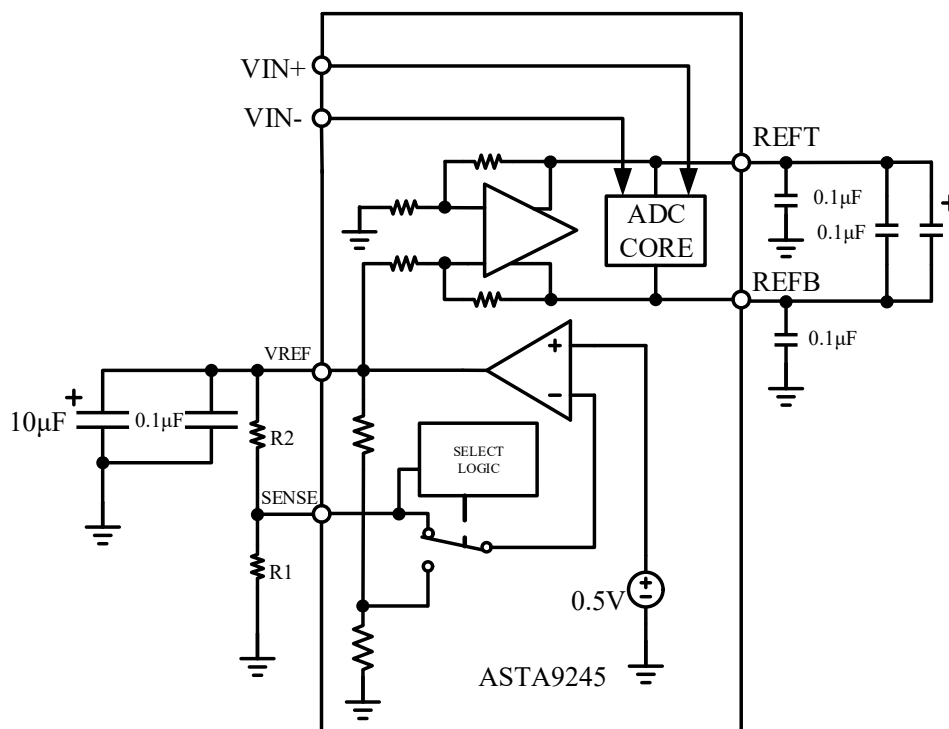 VIN+
VIN-
REFT
ADC
CORE
0.1μF
0.1μF
+
REFB
0.1μF
VREF
+
-
+
10μF
0.1μF
R2
SELECT
LOGIC
SENSE
R1
0.5V
+
-
ASTA9245